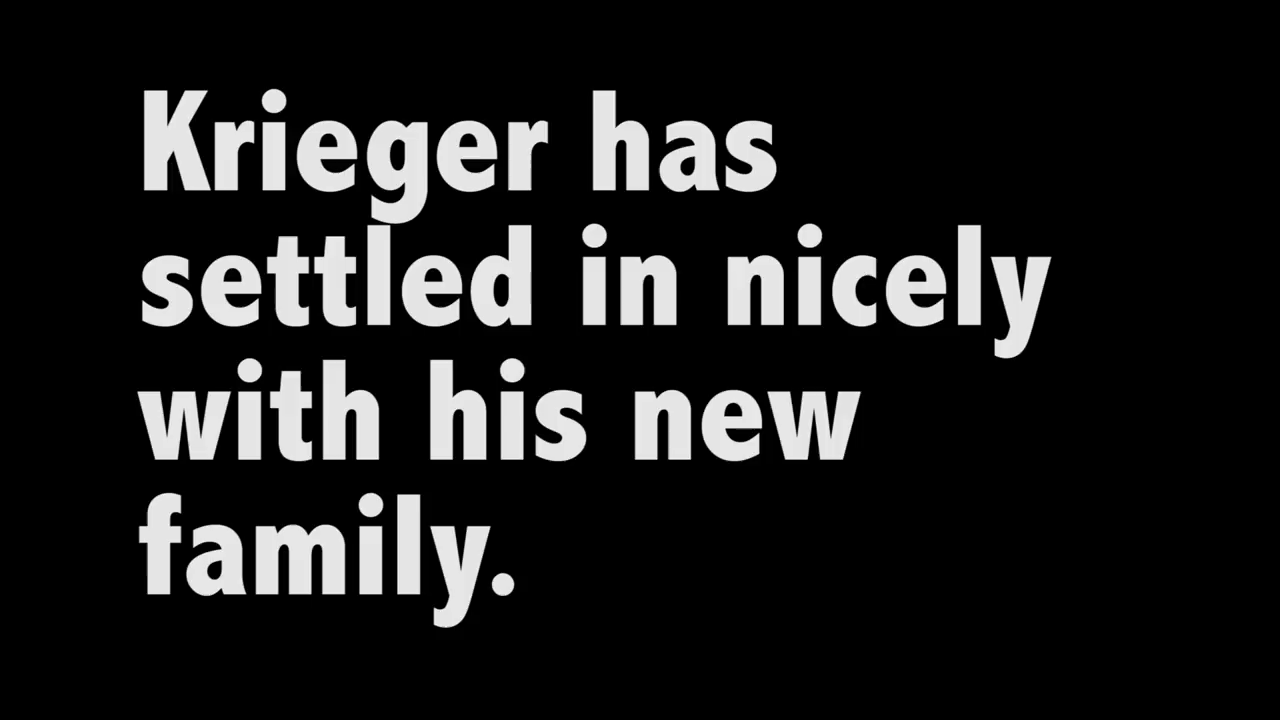 Krieger has
settled in nicely
with his new
family.